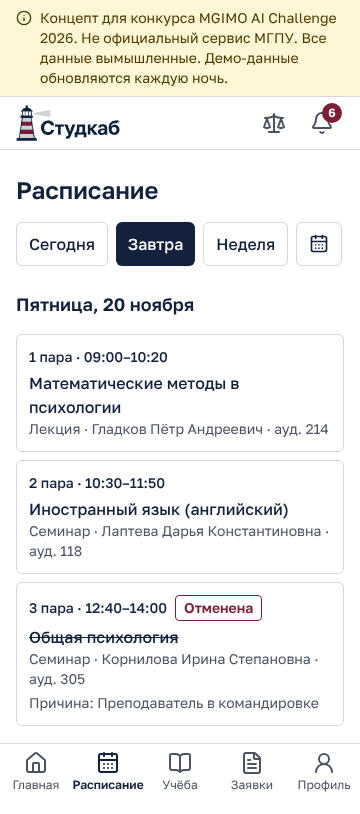 Концепт для конкурса MGIMO AI Challenge
2026. Не официальный сервис МГПУ. Все
данные вымышленные. Демо-данные
обновляются каждую ночь.
Студкаб
6
Расписание
Сегодня
Завтра
Неделя
Пятница, 20 ноября
1 пара · 09:00–10:20
Математические методы в
психологии
Лекция · Гладков Пётр Андреевич · ауд. 214
2 пара · 10:30–11:50
Иностранный язык (английский)
Семинар · Лаптева Дарья Константиновна ·
ауд. 118
3 пара · 12:40–14:00 Отменена
Общая психология
Семинар · Корнилова Ирина Степановна ·
ауд. 305
Причина: Преподаватель в командировке
Главная
Расписание
Учёба
Заявки
Профиль